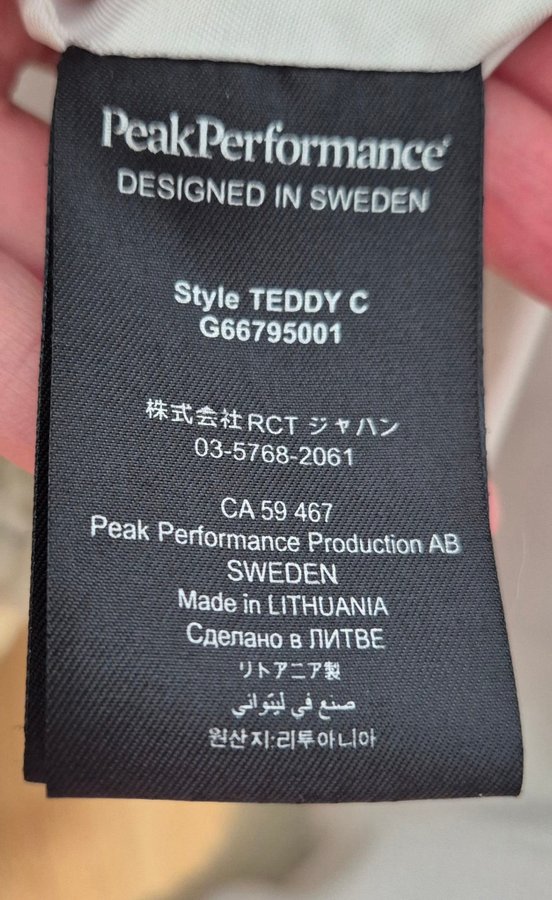 PeakPerformance
DESIGNED IN SWEDEN
Style TEDDY C
G66795001
株式会社RCT ジャハン
03-5768-2061
CA 59 467
Peak Performance Production AB
SWEDEN
Made in LITHUANIA
Сделано в ЛИТВЕ
リトアニア製
صنع في ليتواني
원산지:리투아니아